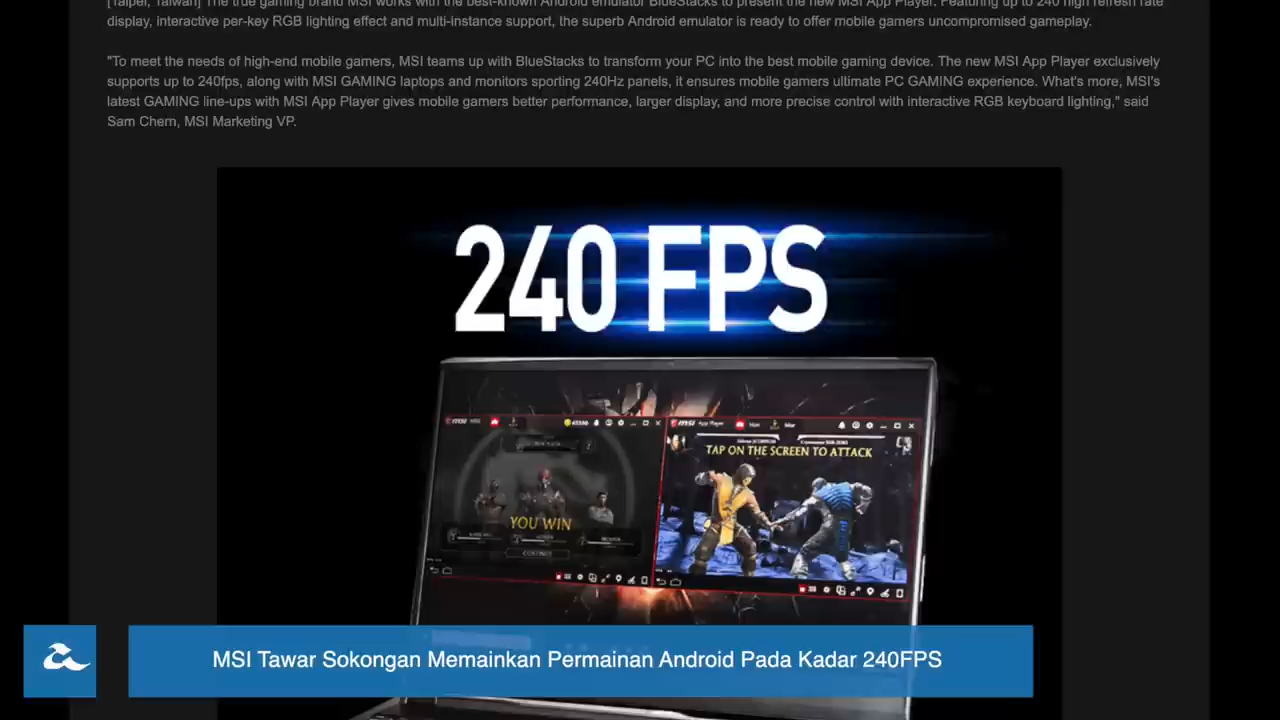 [Taipei, Taiwan] The true gaming brand MSI works with the best-known Android emulator BlueStacks to present the new MSI App Player. Featuring up to 240 high refresh rate
display, interactive per-key RGB lighting effect and multi-instance support, the superb Android emulator is ready to offer mobile gamers uncompromised gameplay.
"To meet the needs of high-end mobile gamers, MSI teams up with BlueStacks to transform your PC into the best mobile gaming device. The new MSI App Player exclusively
supports up to 240fps, along with MSI GAMING laptops and monitors sporting 240Hz panels, it ensures mobile gamers ultimate PC GAMING experience. What's more, MSI's
latest GAMING line-ups with MSI App Player gives mobile gamers better performance, larger display, and more precise control with interactive RGB keyboard lighting," said
Sam Chern, MSI Marketing VP.
240 FPS
MSI App Player
TAP ON THE SCREEN TO ATTACK
YOU WIN
CONTINUE
MSI Tawar Sokongan Memainkan Permainan Android Pada Kadar 240FPS